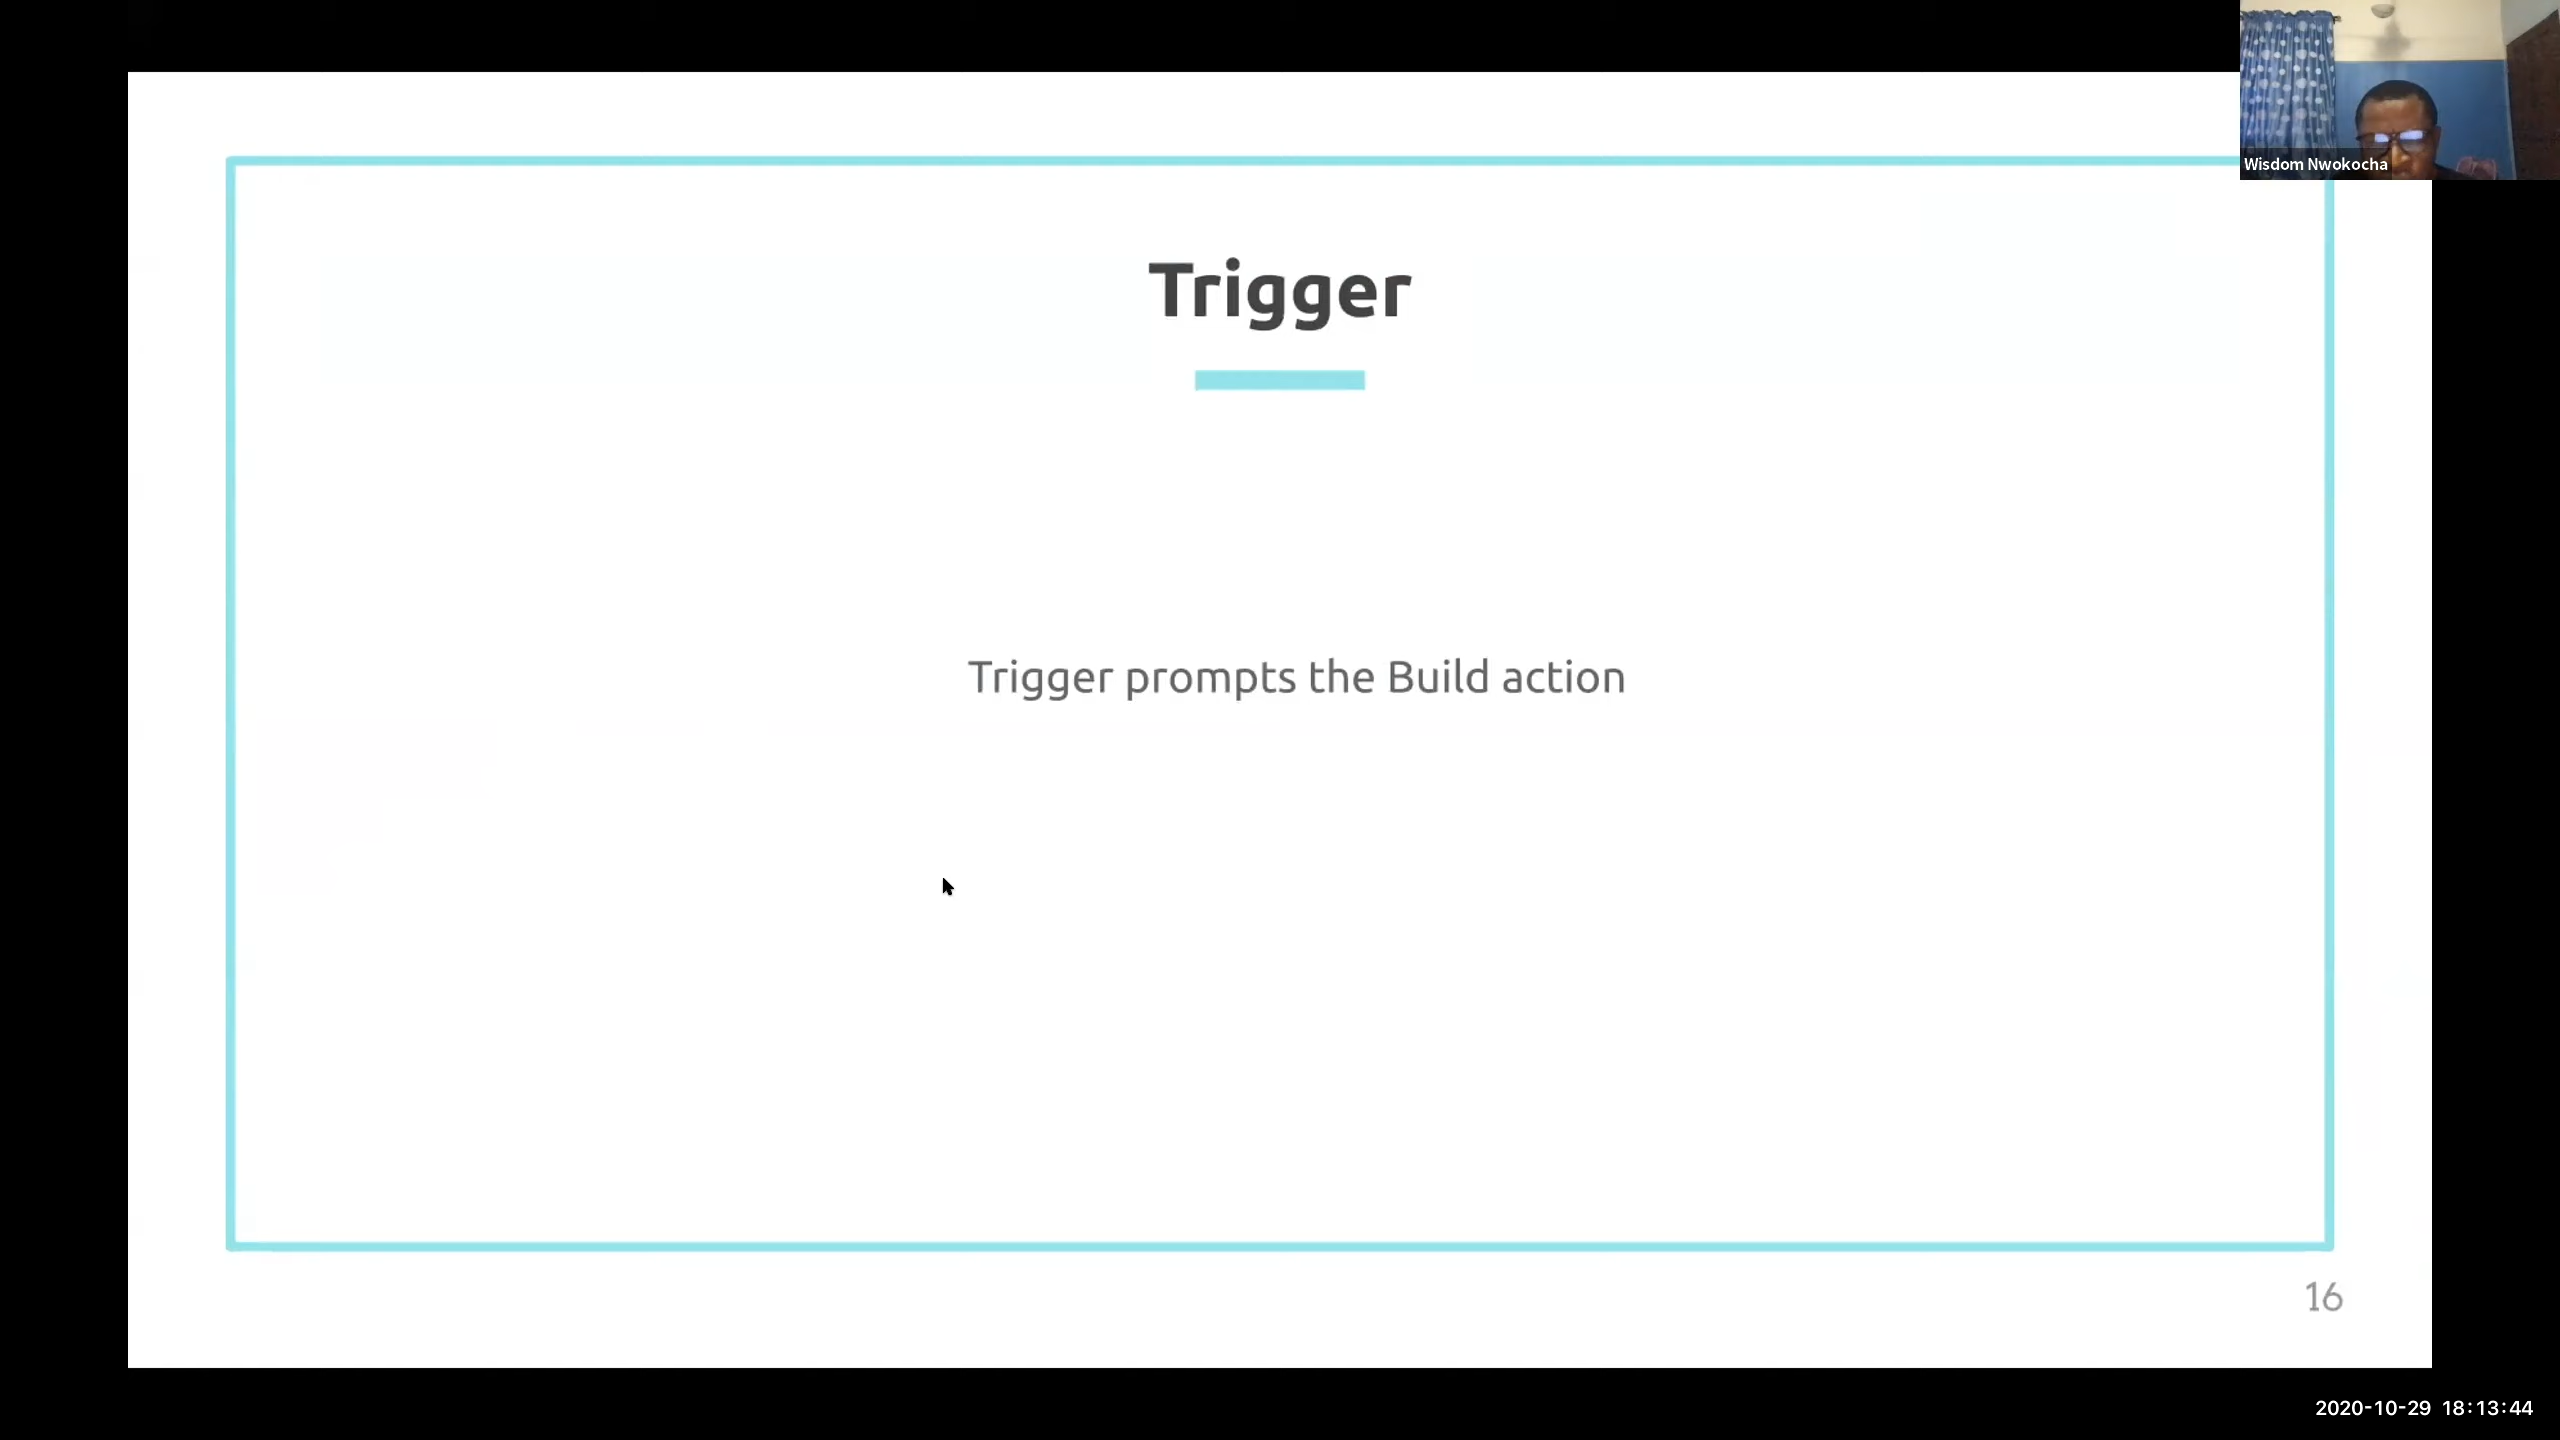 Wisdom Nwokocha
Trigger
Trigger prompts the Build action
16
2020-10-29 18:13:44